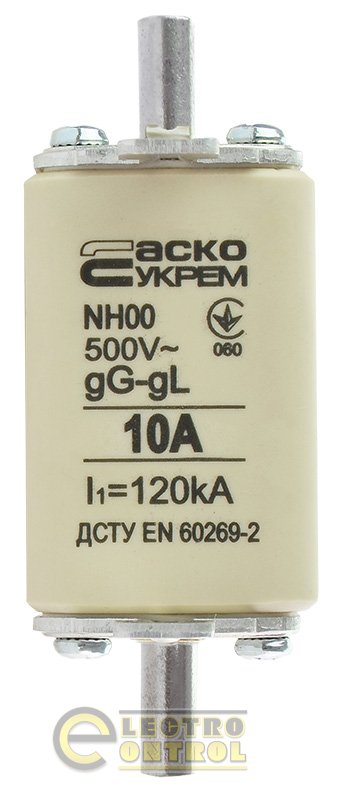 аско
укрем
NH00
500V~
gG-gL
060
10A
I₁=120kA
ДСТУ EN 60269-2
ELECTRO
CONTROL